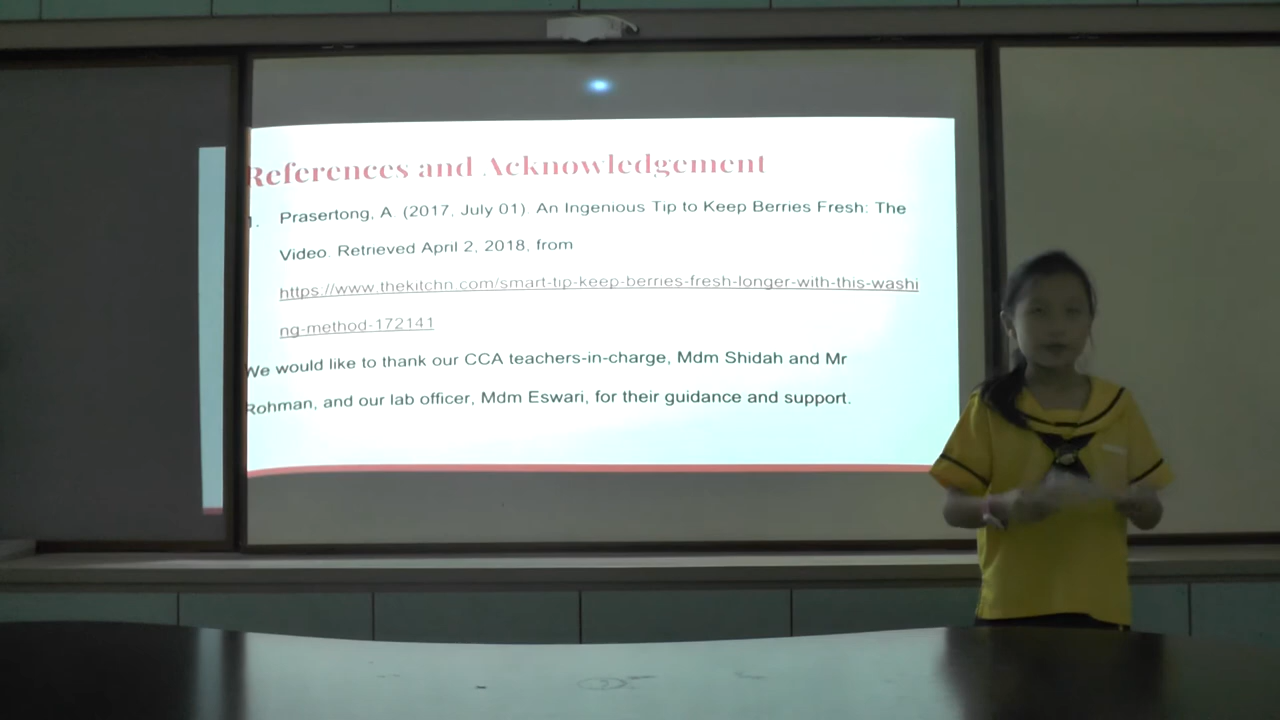 References and Acknowledgement
1. Prasertong, A. (2017, July 01). An Ingenious Tip to Keep Berries Fresh: The
Video. Retrieved April 2, 2018, from
https://www.thekitchn.com/smart-tip-keep-berries-fresh-longer-with-this-washi
ng-method-172141
We would like to thank our CCA teachers-in-charge, Mdm Shidah and Mr
Rohman, and our lab officer, Mdm Eswari, for their guidance and support.